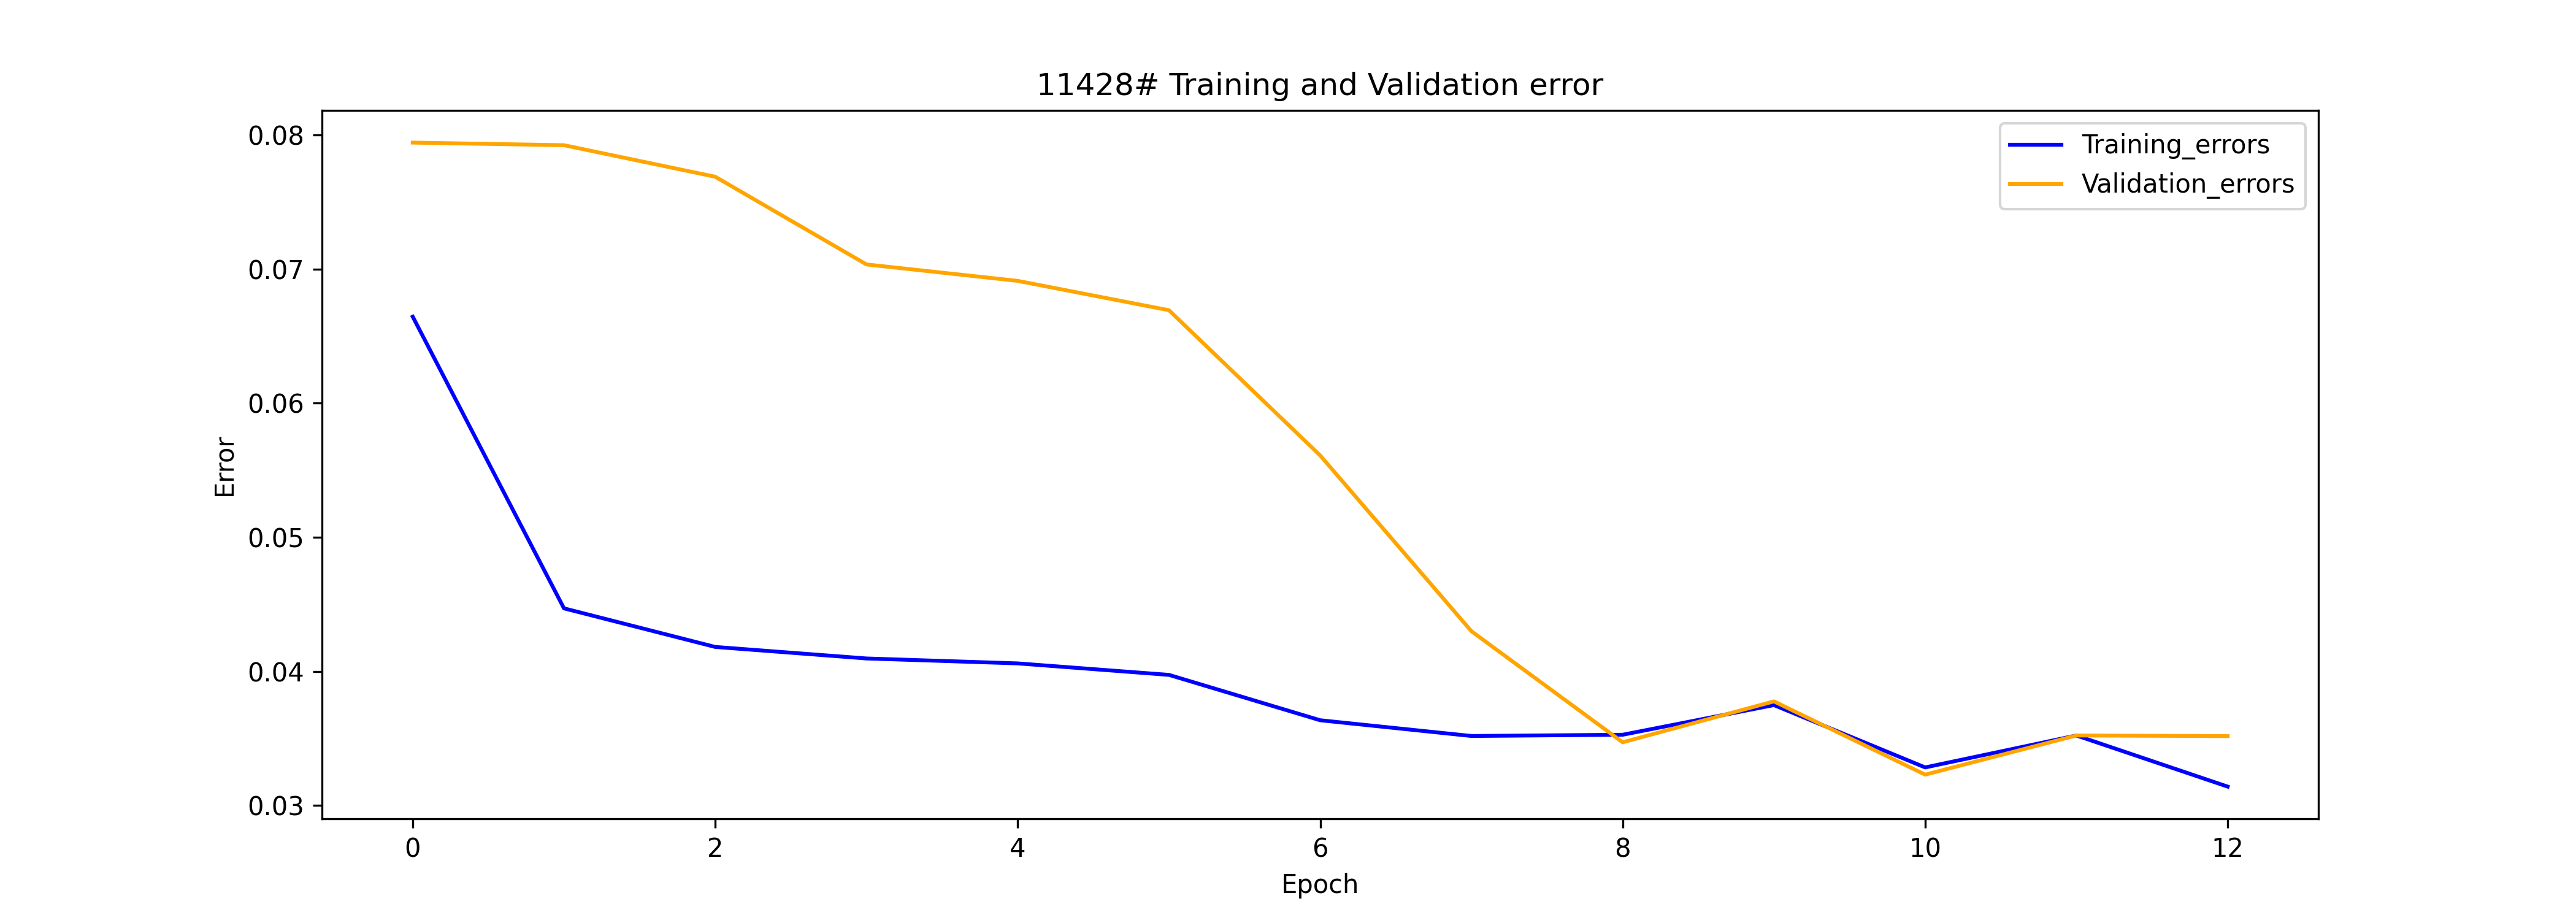 11428# Training and Validation error
Training_errors
Validation_errors
0.08
0.07
0.06
0.05
0.04
0.03
Error
0 2 4 6 8 10 12
Epoch